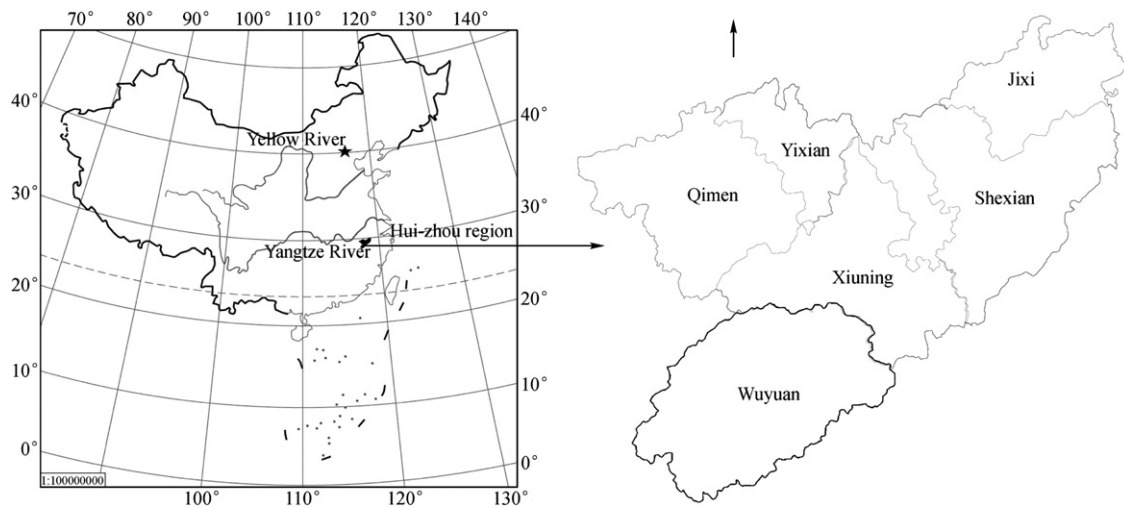 70° 80° 90° 100° 110° 120° 130° 140°
40°
30°
20°
10°
0°
40°
30°
20°
10°
0°
Yellow River
Hui-zhou region
Yangtze River
1:100000000
100° 110° 120° 130°
Jixi
Yixian
Qimen
Shexian
Xiuning
Wuyuan